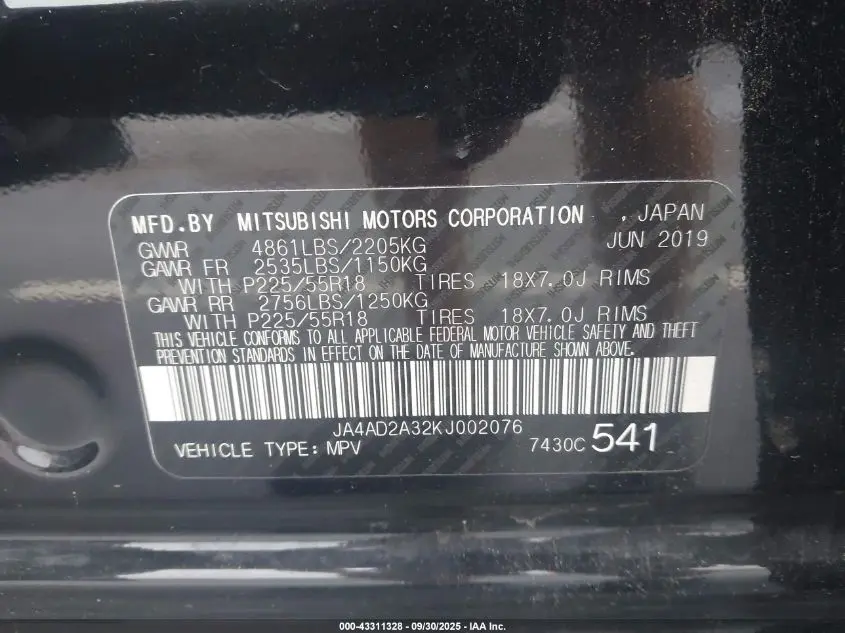 MFD.BY MITSUBISHI MOTORS CORPORATION , JAPAN
GVWR 4861LBS/2205KG JUN 2019
GAWR FR 2535LBS/1150KG
WITH P225/55R18 TIRES 18X7.0J RIMS
GAWR RR 2756LBS/1250KG
WITH P225/55R18 TIRES 18X7.0J RIMS
THIS VEHICLE CONFORMS TO ALL APPLICABLE FEDERAL MOTOR VEHICLE SAFETY AND THEFT
PREVENTION STANDARDS IN EFFECT ON THE DATE OF MANUFACTURE SHOWN ABOVE.
JA4AD2A32KJ002076
VEHICLE TYPE: MPV 7430C 541
000-43311328 - 09/30/2025 - IAA Inc.